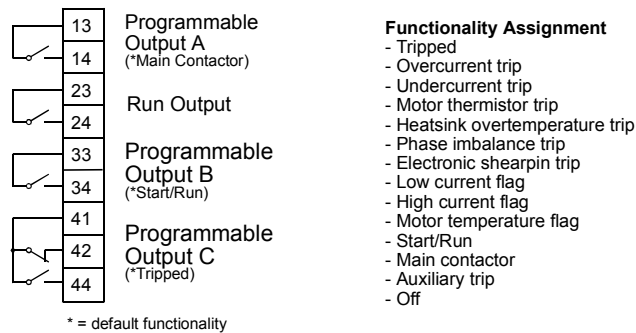 13
Programmable
Output A
(*Main Contactor)
14
23
Run Output
24
33
Programmable
Output B
(*Start/Run)
34
41
Programmable
Output C
(*Tripped)
42
44
* = default functionality
Functionality Assignment
- Tripped
- Overcurrent trip
- Undercurrent trip
- Motor thermistor trip
- Heatsink overtemperature trip
- Phase imbalance trip
- Electronic shearpin trip
- Low current flag
- High current flag
- Motor temperature flag
- Start/Run
- Main contactor
- Auxiliary trip
- Off